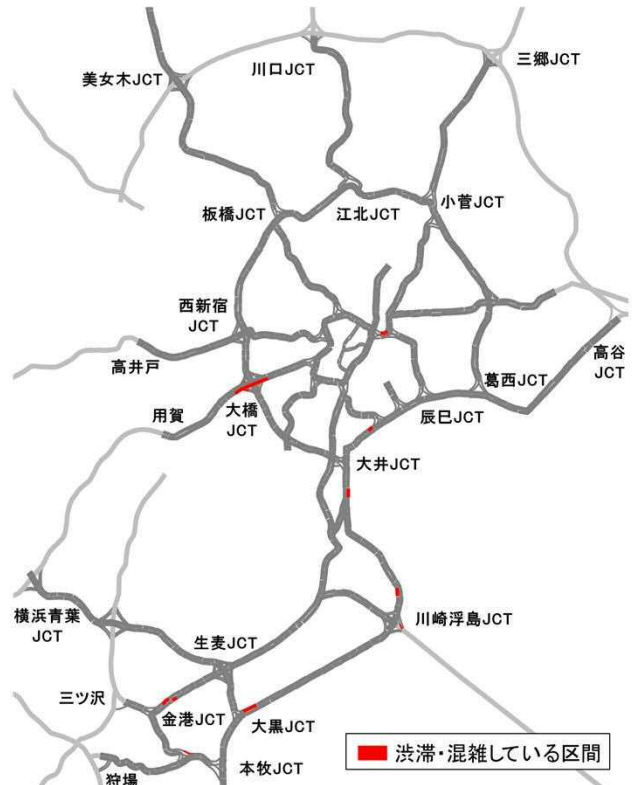 三郷JCT
川口JCT
美女木JCT
板橋JCT
江北JCT
小菅JCT
西新宿
JCT
高井戸
高谷
JCT
葛西JCT
用賀
大橋
JCT
辰巳JCT
大井JCT
横浜青葉
JCT
川崎浮島JCT
生麦JCT
三ツ沢
金港JCT
大黒JCT
狩場
本牧JCT
渋滞・混雑している区間